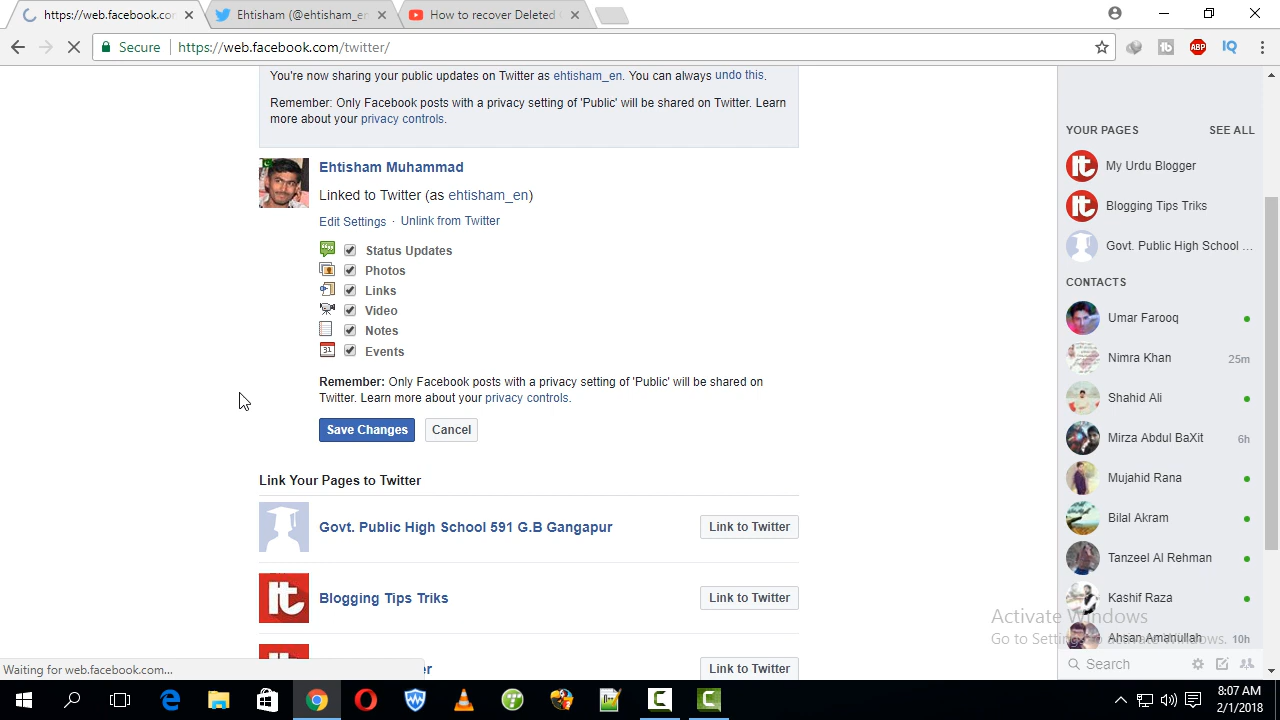 https://web.facebook.cor
Ehtisham (@ehtisham_en
How to recover Deleted
Secure
https://web.facebook.com/twitter/
ABP
IQ
You're now sharing your public updates on Twitter as ehtisham_en. You can always undo this.
Remember: Only Facebook posts with a privacy setting of 'Public' will be shared on Twitter. Learn
more about your privacy controls.
Ehtisham Muhammad
Linked to Twitter (as ehtisham_en)
Edit Settings · Unlink from Twitter
Status Updates
Photos
Links
Video
Notes
31
Events
Remember: Only Facebook posts with a privacy setting of 'Public' will be shared on
Twitter. Learn more about your privacy controls.
Save Changes
Cancel
Link Your Pages to Twitter
Govt. Public High School 591 G.B Gangapur
Link to Twitter
It
Blogging Tips Triks
Link to Twitter
er
Link to Twitter
Waiting for web.facebook.com...
YOUR PAGES
SEE ALL
It
My Urdu Blogger
It
Blogging Tips Triks
Govt. Public High School ...
CONTACTS
Umar Farooq
Nimra Khan
25m
Shahid Ali
Mirza Abdul BaXit
6h
Mujahid Rana
Bilal Akram
Tanzeel Al Rehman
Kashif Raza
Activate Windows
Go to Settings to activate Windows.
Ahsan Amanullah
10h
Search
8:07 AM
2/1/2018